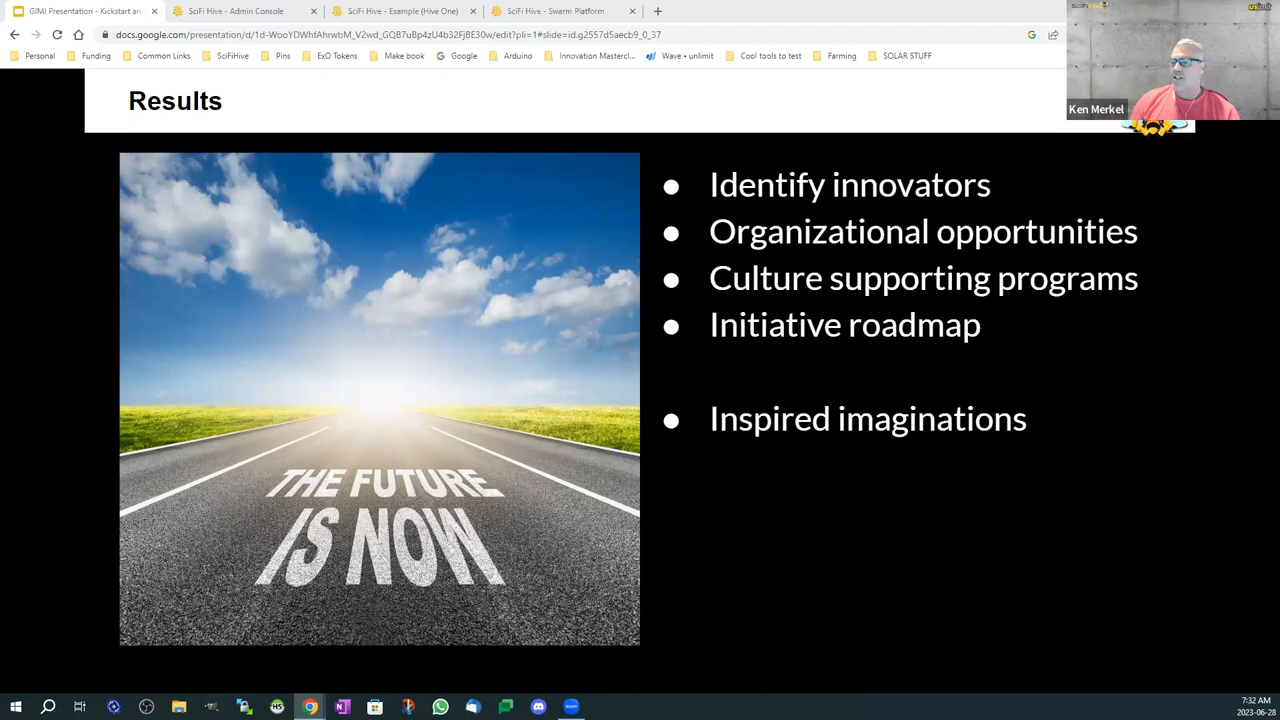 GIMI Presentation - Kickstart an
SciFi Hive - Admin Console
SciFi Hive - Example (Hive One)
SciFi Hive - Swarm Platform
docs.google.com/presentation/d/1d-WooYDWhfAhrwbM_V2wd_GQB7u6p4zU4b32FjBE30w/edit?pli=1#slide=id.g2557d5aecb9_0_37
Personal
Common Links
SciFiHive
Pins
ExO Tokens
Make book
Google
Arduino
Innovation Mastercl...
Wave • unlimit
Cool tools to test
Farming
SOLAR STUFF
Ken Merkel
Results
Identify innovators
Organizational opportunities
Culture supporting programs
Initiative roadmap
Inspired imaginations
THE FUTURE
IS NOW
7:32 AM
2023-06-28